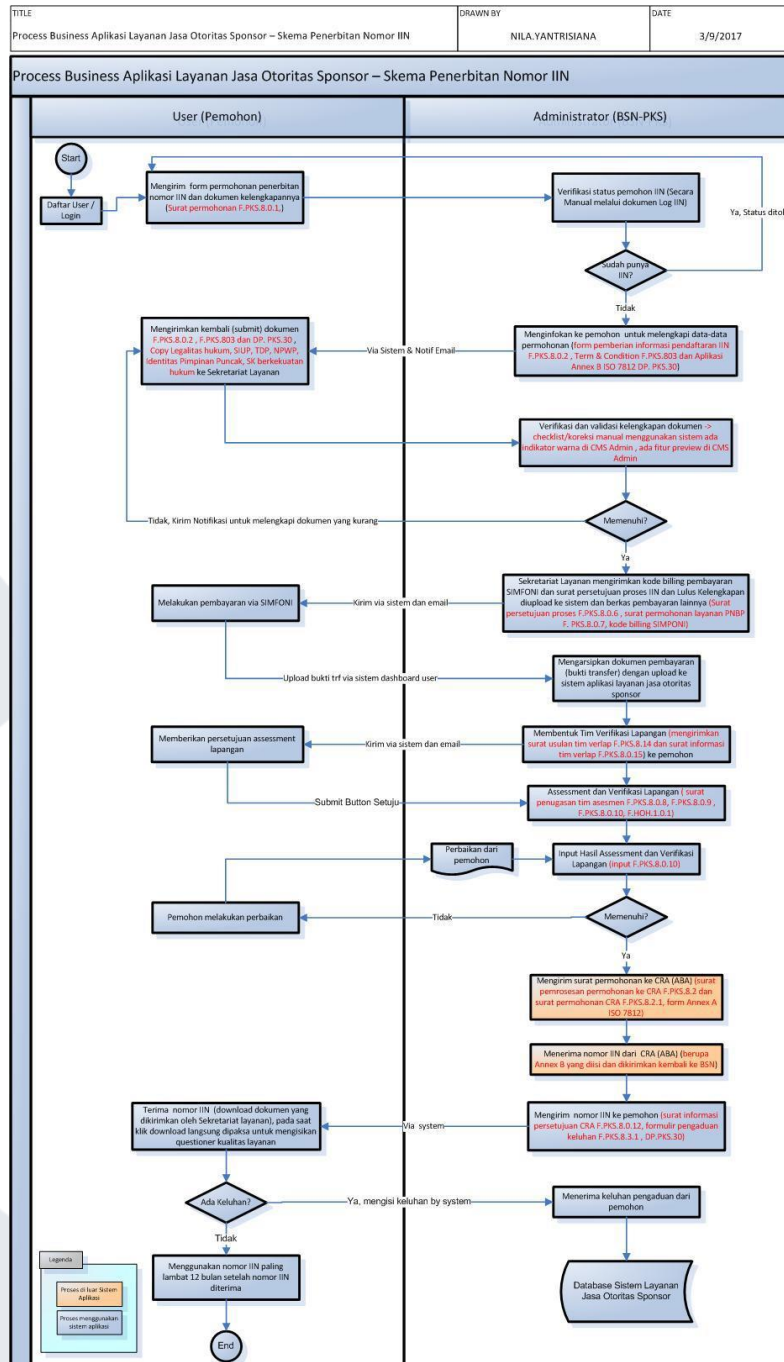 TITLE
Process Business Aplikasi Layanan Jasa Otoritas Sponsor – Skema Penerbitan Nomor IIN
DRAWN BY
NILA.YANTRISIANA
DATE
3/9/2017
Process Business Aplikasi Layanan Jasa Otoritas Sponsor – Skema Penerbitan Nomor IIN
User (Pemohon)
Administrator (BSN-PKS)
Start
Daftar User /
Login
Mengirim form permohonan penerbitan
nomor IIN dan dokumen kelengkapannya
(Surat permohonan F.PKS.8.0.1,)
Verifikasi status pemohon IIN (Secara
Manual melalui dokumen Log IIN)
Ya, Status ditol
Sudah punya
IIN?
Tidak
Menginfokan ke pemohon untuk melengkapi data-data
permohonan (form pemberian informasi pendaftaran IIN
F.PKS.8.0.2 , Term & Condition F.PKS.803 dan Aplikasi
Annex B ISO 7812 DP. PKS.30)
Via Sistem & Notif Email
Mengirimkan kembali (submit) dokumen
F.PKS.8.0.2 , F.PKS.803 dan DP. PKS.30 ,
Copy Legalitas hukum, SIUP, TDP, NPWP,
Identitas Pimpinan Puncak, SK berkekuatan
hukum ke Sekretariat Layanan
Verifikasi dan validasi kelengkapan dokumen ->
checklist/koreksi manual menggunakan sistem ada
indikator warna di CMS Admin , ada fitur preview di CMS
Admin
Tidak, Kirim Notifikasi untuk melengkapi dokumen yang kurang
Memenuhi?
Ya
Sekretariat Layanan mengirimkan kode billing pembayaran
SIMFONI dan surat persetujuan proses IIN dan Lulus Kelengkapan
diupload ke sistem dan berkas pembayaran lainnya (Surat
persetujuan proses F.PKS.8.0.6 , surat permohonan layanan PNBP
F. PKS.8.0.7, kode billing SIMPONI)
Kirim via sistem dan email
Melakukan pembayaran via SIMFONI
Upload bukti trf via sistem dashboard user
Mengarsipkan dokumen pembayaran
(bukti transfer) dengan upload ke
sistem aplikasi layanan jasa otoritas
sponsor
Memberikan persetujuan assessment
lapangan
Kirim via sistem dan email
Membentuk Tim Verifikasi Lapangan (mengirimkan
surat usulan tim verlap F.PKS.8.14 dan surat informasi
tim verlap F.PKS.8.0.15) ke pemohon
Submit Button Setuju
Assessment dan Verifikasi Lapangan ( surat
penugasan tim asesmen F.PKS.8.0.8, F.PKS.8.0.9 ,
F.PKS.8.0.10, F.HOH.1.0.1)
Perbaikan dari
pemohon
Input Hasil Assessment dan Verifikasi
Lapangan (input F.PKS.8.0.10)
Pemohon melakukan perbaikan
Tidak
Memenuhi?
Ya
Mengirim surat permohonan ke CRA (ABA) (surat
pemrosesan permohonan ke CRA F.PKS.8.2 dan
surat permohonan CRA F.PKS.8.2.1, form Annex A
ISO 7812)
Menerima nomor IIN dari CRA (ABA) (berupa
Annex B yang diisi dan dikirimkan kembali ke BSN)
Terima nomor IIN (download dokumen yang
dikirimkan oleh Sekretariat layanan), pada saat
klik download langsung dipaksa untuk mengisikan
questioner kualitas layanan
Via system
Mengirim nomor IIN ke pemohon (surat informasi
persetujuan CRA F.PKS.8.0.12, formulir pengaduan
keluhan F.PKS.8.3.1 , DP.PKS.30)
Ada Keluhan?
Ya, mengisi keluhan by system
Menerima keluhan pengaduan dari
pemohon
Tidak
Menggunakan nomor IIN paling
lambat 12 bulan setelah nomor IIN
diterima
Database Sistem Layanan
Jasa Otoritas Sponsor
End
Legenda
Proses di luar Sistem
Aplikasi
Proses menggunakan
sistem aplikasi